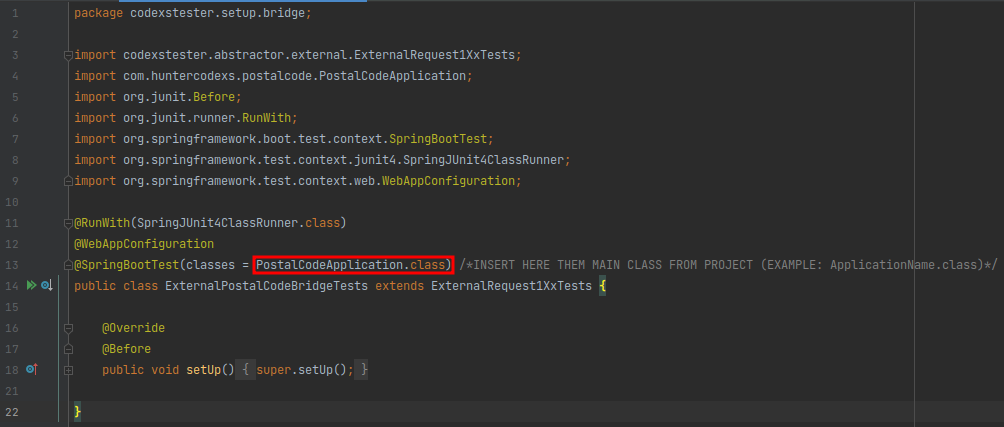 1 package codexstester.setup.bridge;
2
3 import codexstester.abstractor.external.ExternalRequest1XxTests;
4 import com.huntercodexs.postalcode.PostalCodeApplication;
5 import org.junit.Before;
6 import org.junit.runner.RunWith;
7 import org.springframework.boot.test.context.SpringBootTest;
8 import org.springframework.test.context.junit4.SpringJUnit4ClassRunner;
9 import org.springframework.test.context.web.WebAppConfiguration;
10
11 @RunWith(SpringJUnit4ClassRunner.class)
12 @WebAppConfiguration
13 @SpringBootTest(classes = PostalCodeApplication.class) /*INSERT HERE THEM MAIN CLASS FROM PROJECT (EXAMPLE: ApplicationName.class)*/
14 public class ExternalPostalCodeBridgeTests extends ExternalRequest1XxTests {
15
16 @Override
17 @Before
18 public void setUp() { super.setUp(); }
21
22 }